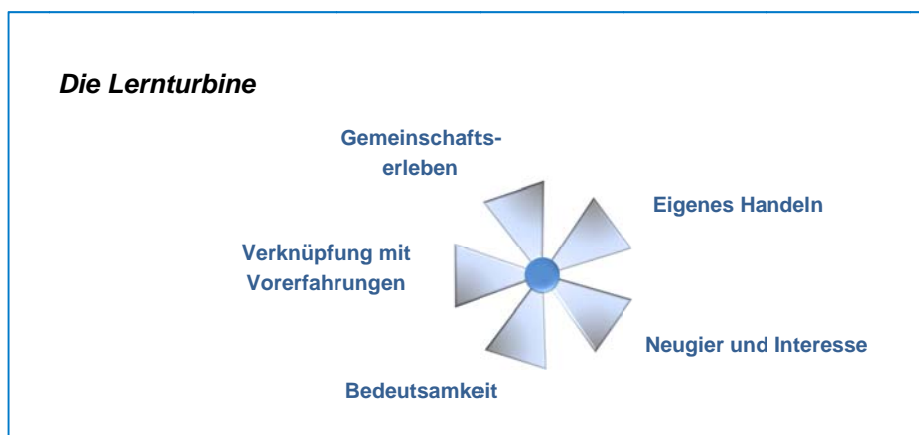 Die Lernturbine
Gemeinschafts-
erleben
Eigenes Handeln
Verknüpfung mit
Vorerfahrungen
Neugier und Interesse
Bedeutsamkeit